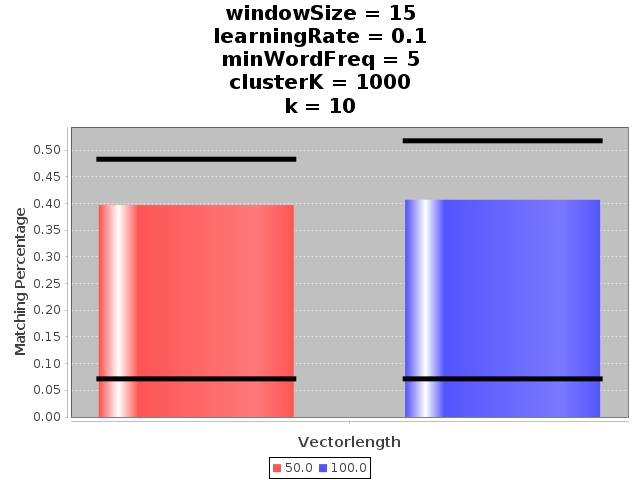 windowSize = 15
learningRate = 0.1
minWordFreq = 5
clusterK = 1000
k = 10
Matching Percentage
0.50
0.45
0.40
0.35
0.30
0.25
0.20
0.15
0.10
0.05
0.00
Vectorlength
50.0 100.0